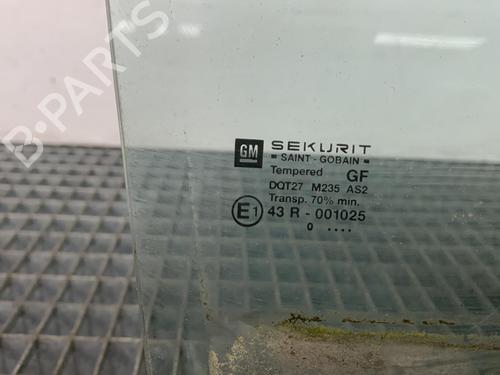 B-PARTS
GM SEKURIT
SAINT - GOBAIN
Tempered GF
DQT27 M235 AS2
Transp. 70% min.
E1 43 R - 001025
0 ....